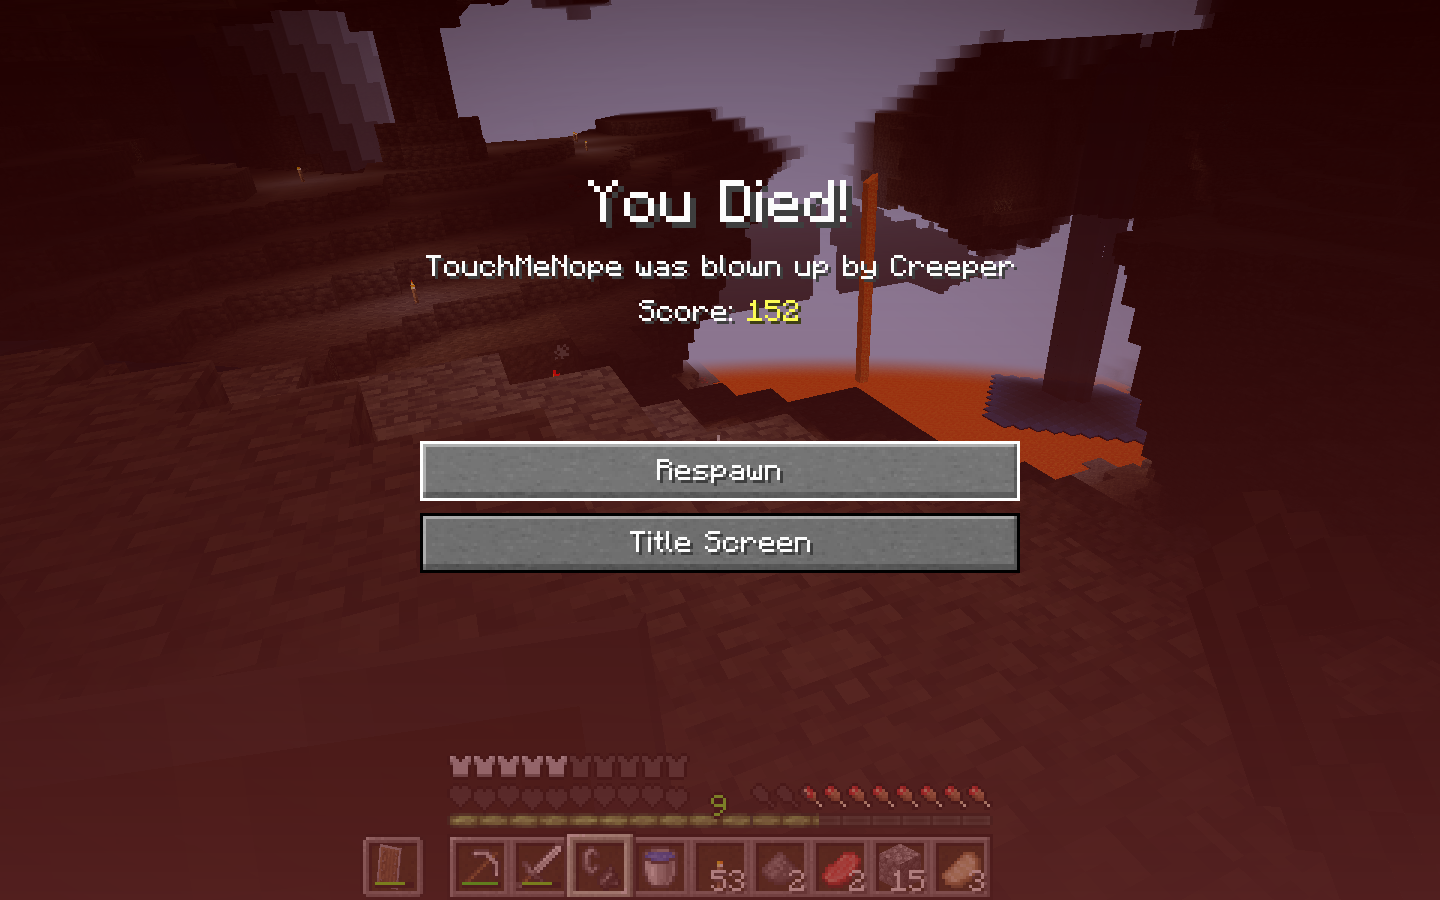 You Died!
TouchMeNope was blown up by Creeper
Score: 152
Respawn
Title Screen
9
53 2 2 15 3